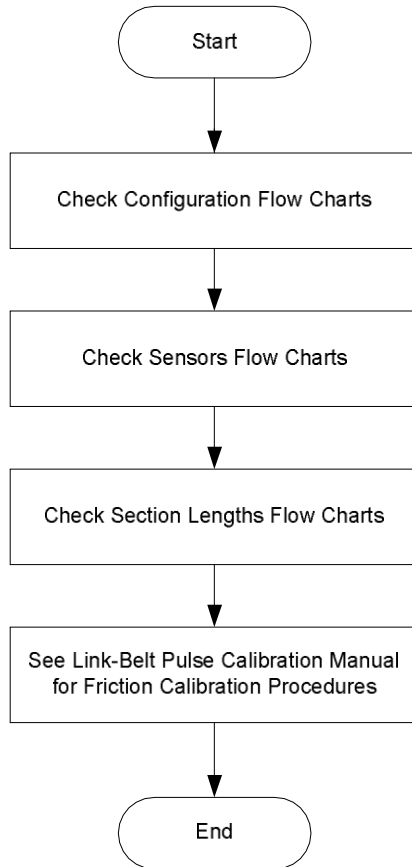 Start
Check Configuration Flow Charts
Check Sensors Flow Charts
Check Section Lengths Flow Charts
See Link-Belt Pulse Calibration Manual
for Friction Calibration Procedures
End